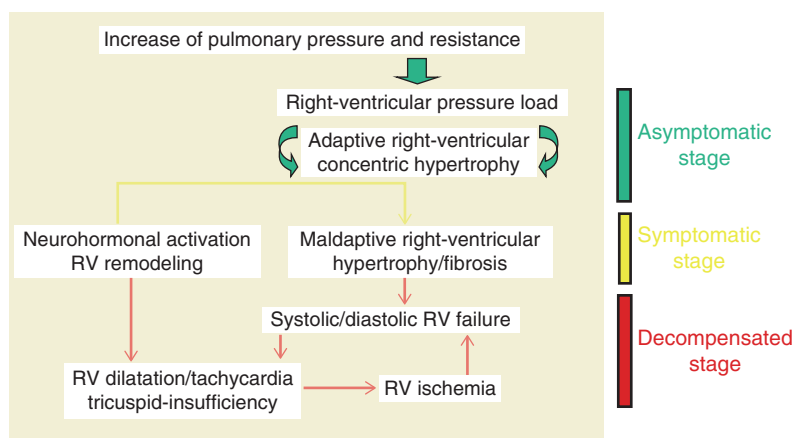 Increase of pulmonary pressure and resistance
Right-ventricular pressure load
Adaptive right-ventricular
concentric hypertrophy
Asymptomatic
stage
Neurohormonal activation
RV remodeling
Maldaptive right-ventricular
hypertrophy/fibrosis
Symptomatic
stage
Systolic/diastolic RV failure
RV dilatation/tachycardia
tricuspid-insufficiency
RV ischemia
Decompensated
stage